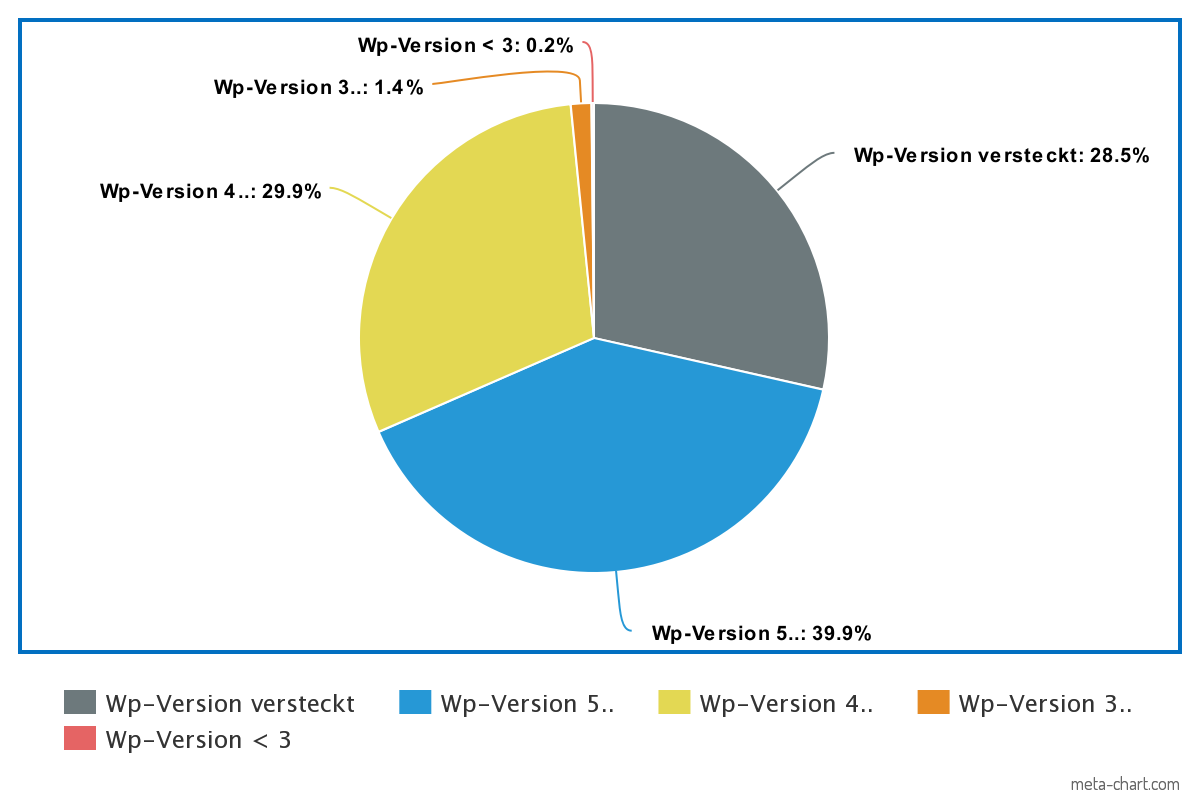 Wp-Version < 3: 0.2%
Wp-Version 3..: 1.4%
Wp-Version versteckt: 28.5%
Wp-Version 4..: 29.9%
Wp-Version 5..: 39.9%
Wp-Version versteckt
Wp-Version 5..
Wp-Version 4..
Wp-Version 3..
Wp-Version < 3
meta-chart.com